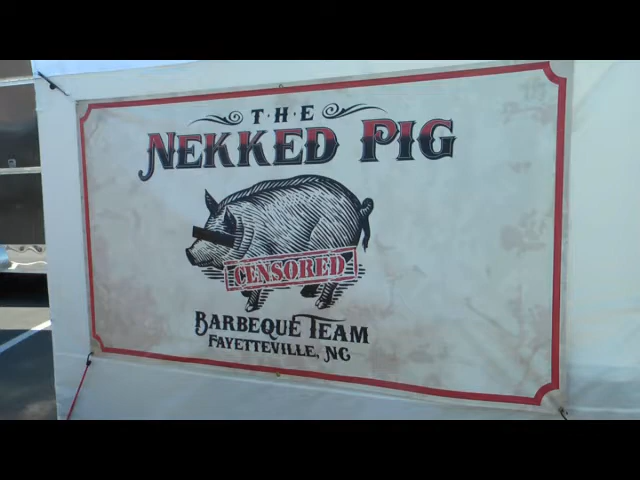 THE
NEKKED PIG
CENSORED
BARBEQUE TEAM
FAYETTEVILLE, NC